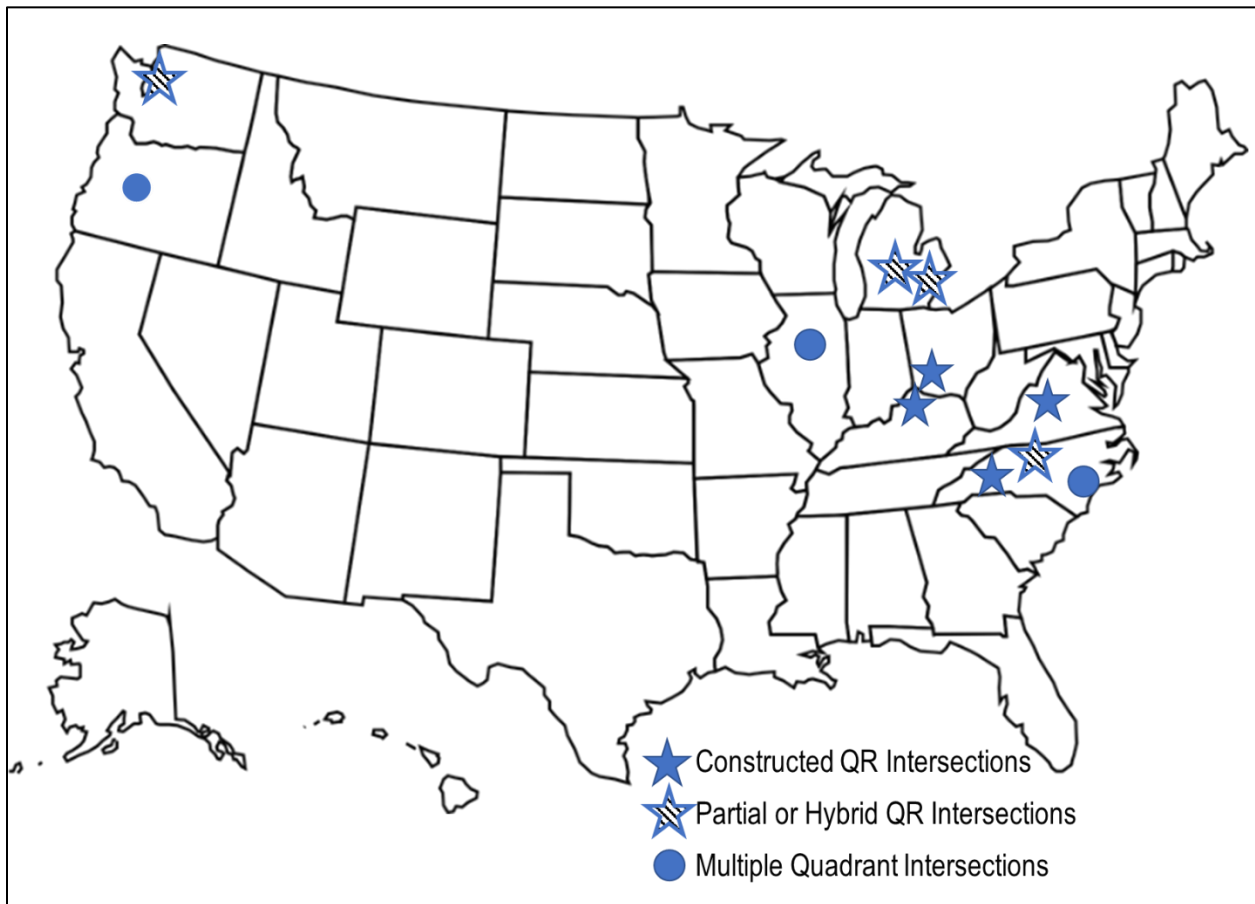 Constructed QR Intersections
Partial or Hybrid QR Intersections
Multiple Quadrant Intersections